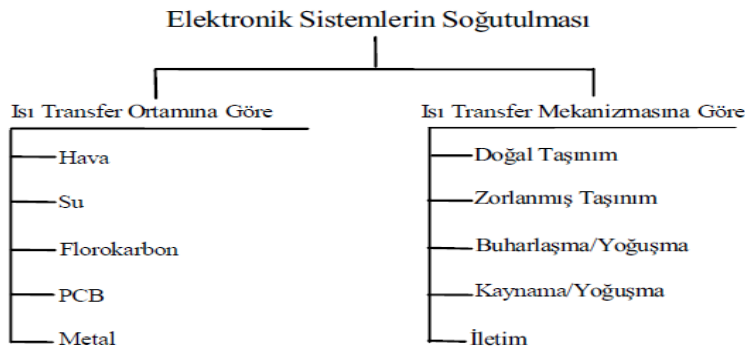 Elektronik Sistemlerin Soğutulması
Isı Transfer Ortamına Göre
Hava
Su
Florokarbon
PCB
Metal
Isı Transfer Mekanizmasına Göre
Doğal Taşınım
Zorlanmış Taşınım
Buharlaşma/Yoğuşma
Kaynama/Yoğuşma
İletim